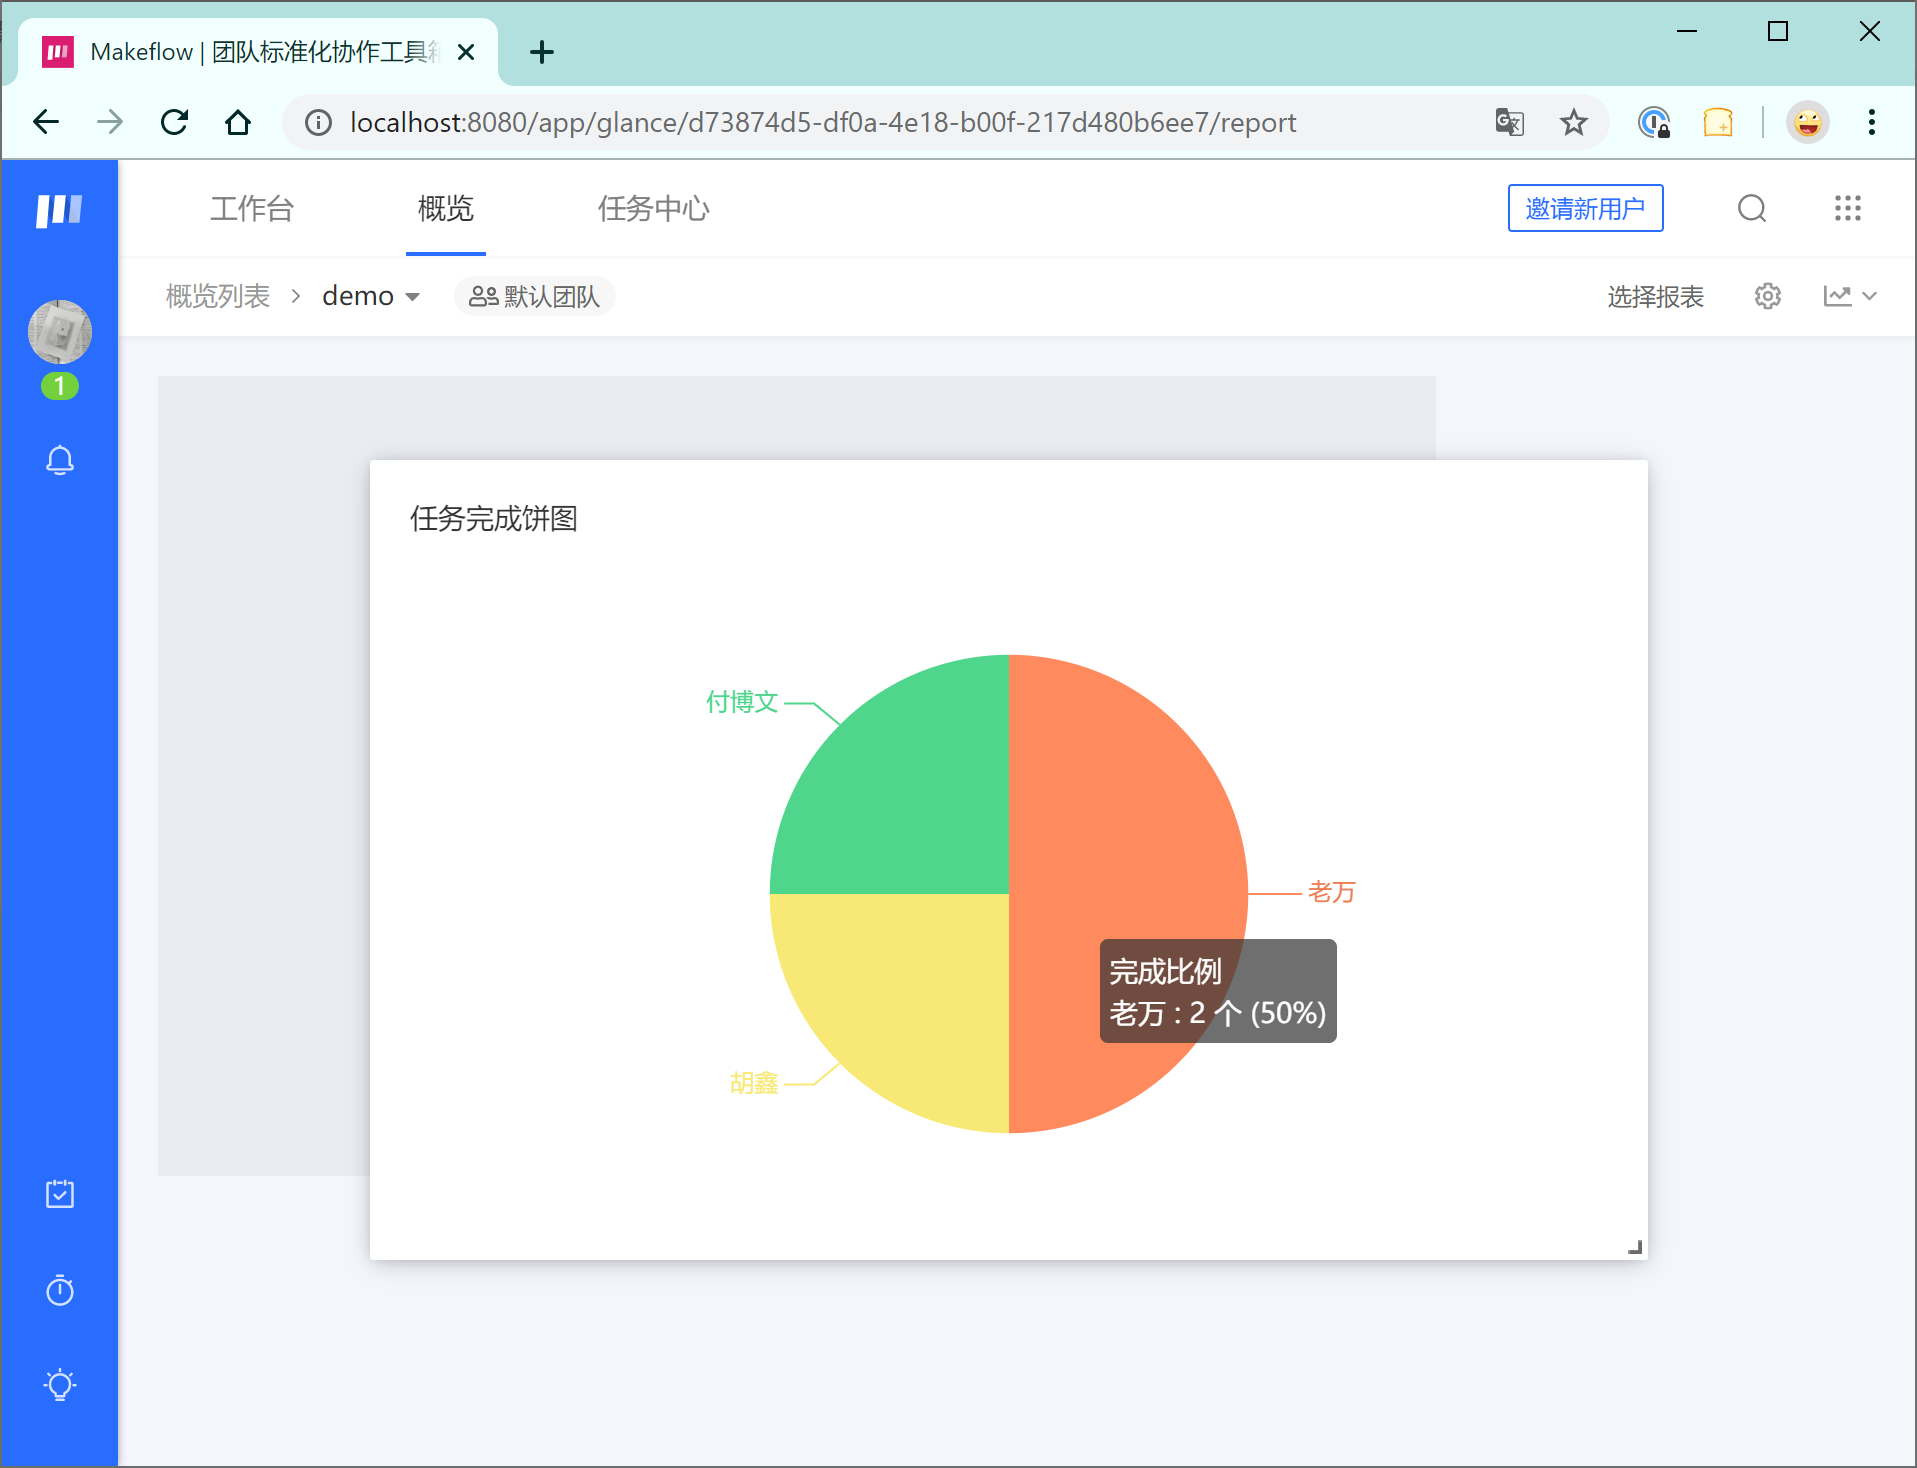 Makeflow | 团队标准化协作工具箱
localhost:8080/app/glance/d73874d5-df0a-4e18-b00f-217d480b6ee7/report
工作台 概览 任务中心 邀请新用户
概览列表 > demo 默认团队 选择报表
1
任务完成饼图
付博文
老万
完成比例
老万 : 2 个 (50%)
胡鑫